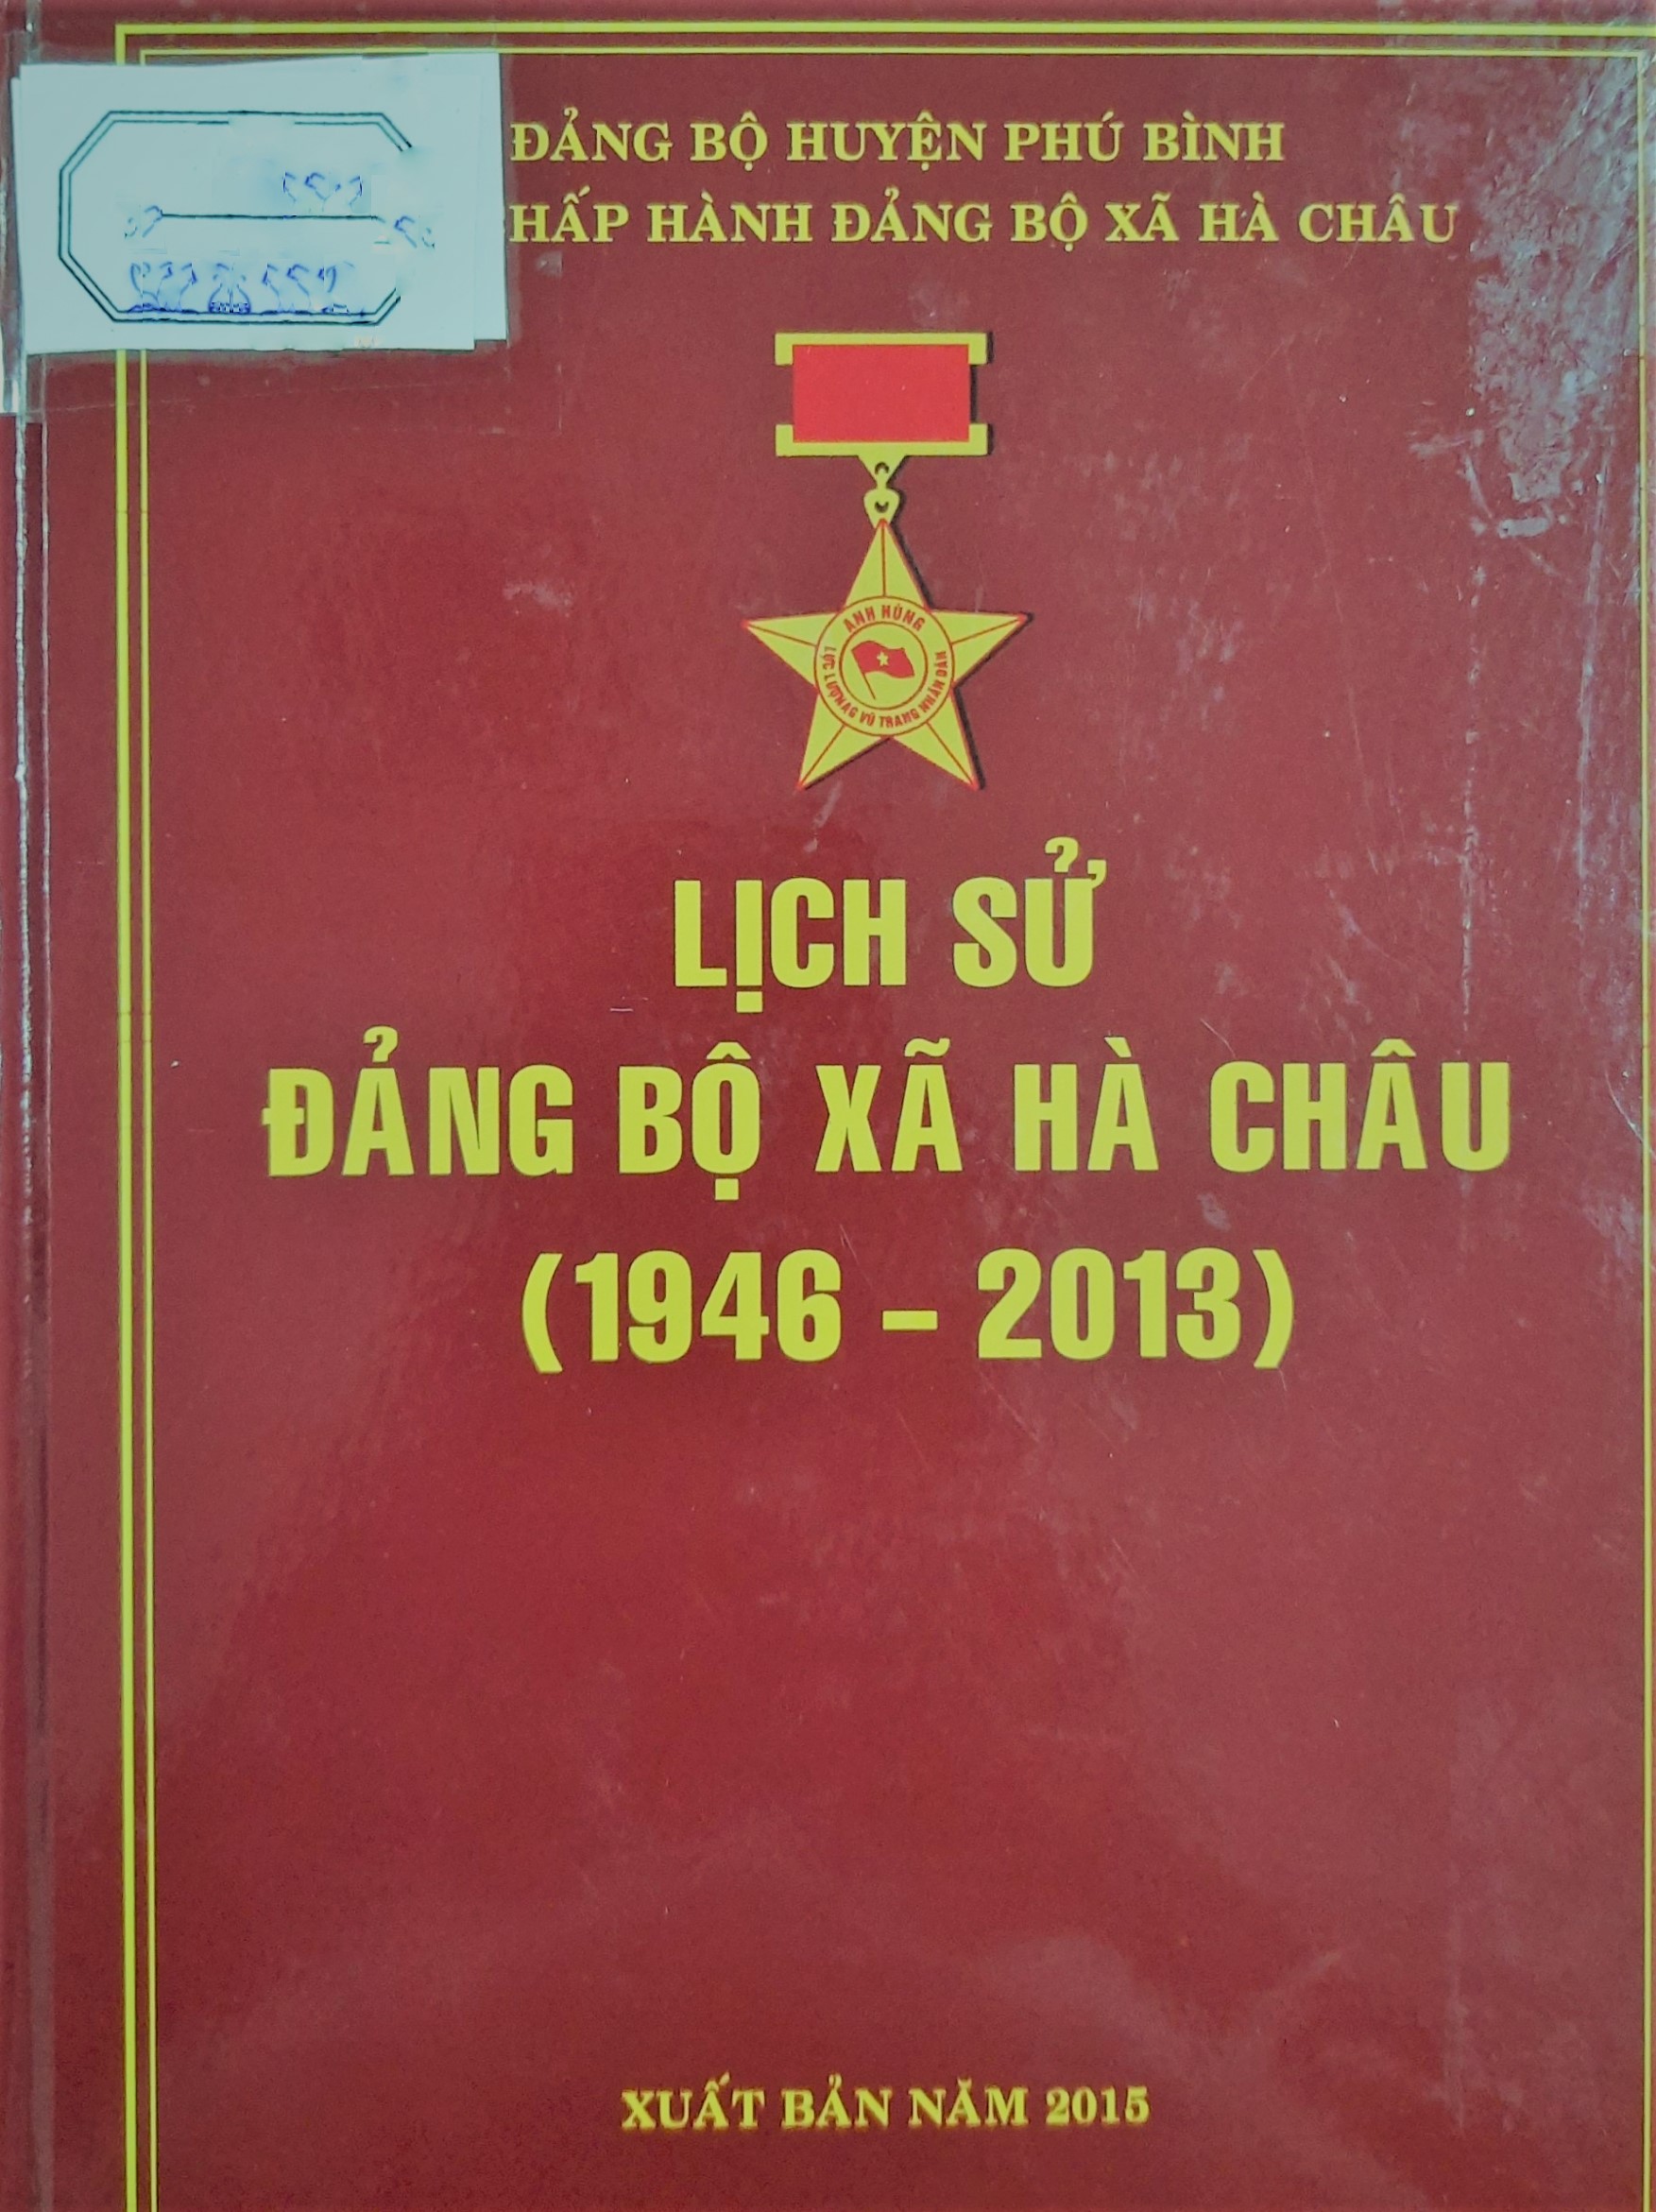 ĐẢNG BỘ HUYỆN PHÚ BÌNH
HẤP HÀNH ĐẢNG BỘ XÃ HÀ CHÂU
ANH HÙNG
LỰC LƯỢNAG VŨ TRANG NHÂN DÂN
LỊCH SỬ
ĐẢNG BỘ XÃ HÀ CHÂU
(1946 - 2013)
XUẤT BẢN NĂM 2015